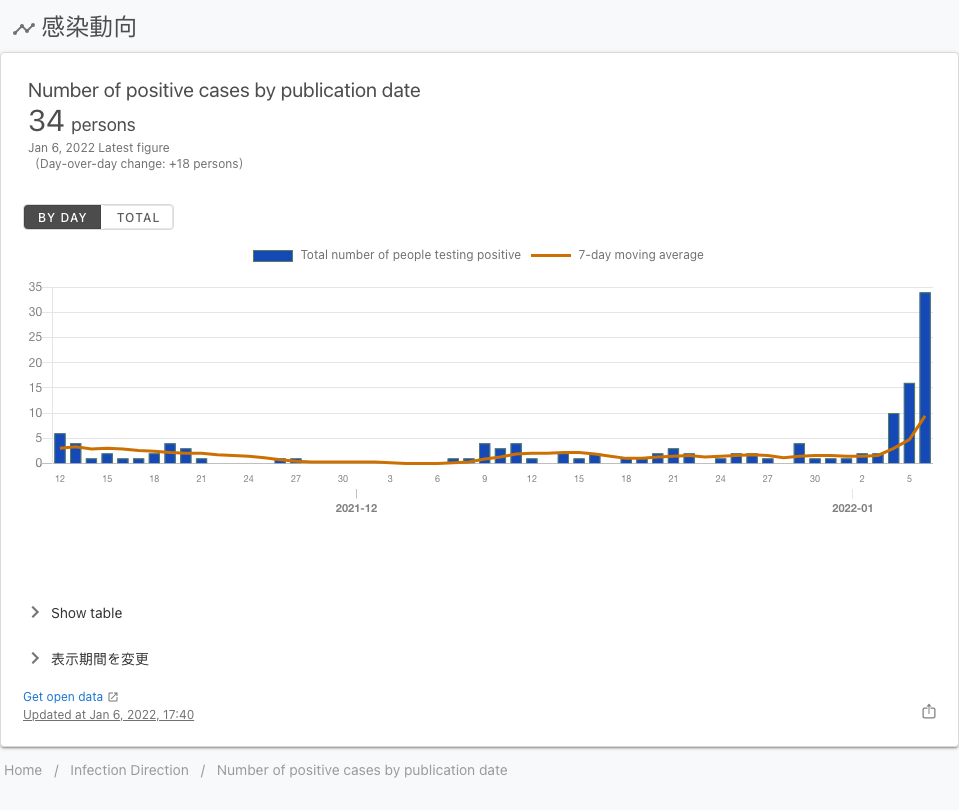 感染動向
Number of positive cases by publication date
34 persons
Jan 6, 2022 Latest figure
(Day-over-day change: +18 persons)
BY DAY TOTAL
Total number of people testing positive 7-day moving average
35
30
25
20
15
10
5
0
12 15 18 21 24 27 30 3 6 9 12 15 18 21 24 27 30 2 5
2021-12 2022-01
Show table
表示期間を変更
Get open data
Updated at Jan 6, 2022, 17:40
Home / Infection Direction / Number of positive cases by publication date